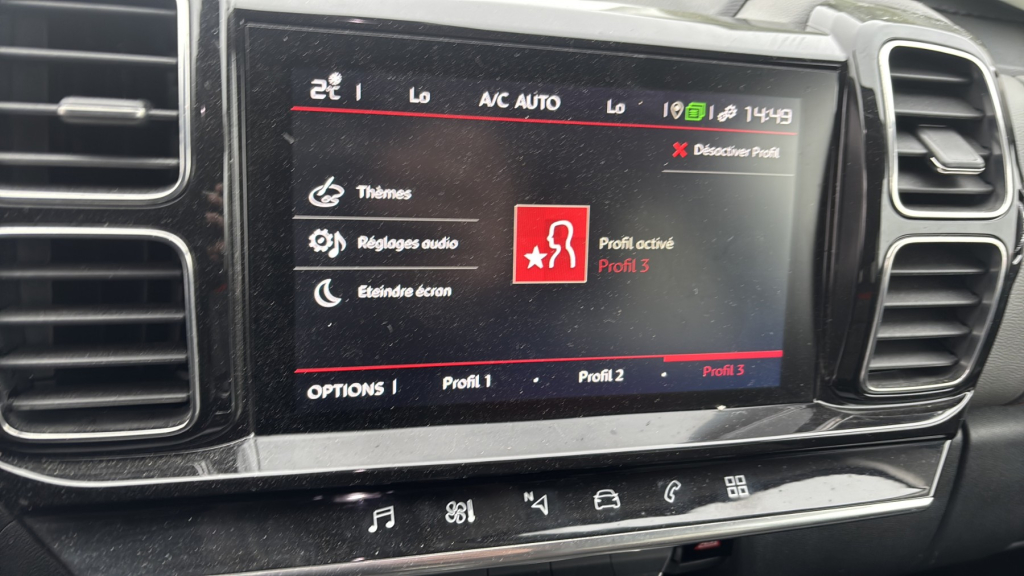 2°C Lo A/C AUTO Lo 14:49
Désactiver Profil
Thèmes
Réglages audio
Profil activé
Profil 3
Eteindre écran
OPTIONS Profil 1 Profil 2 Profil 3
N